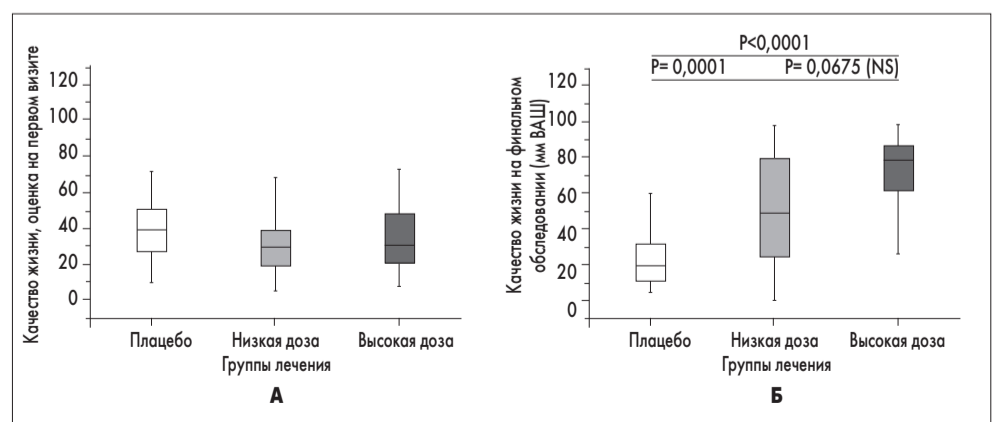 Качество жизни, оценка на первом визите
120
100
80
60
40
20
0
Плацебо
Низкая доза
Высокая доза
Группы лечения
А
P<0,0001
P= 0,0001
P= 0,0675 (NS)
Качество жизни на финальном
обследовании (мм ВАШ)
120
100
80
60
40
20
0
Плацебо
Низкая доза
Высокая доза
Группы лечения
Б